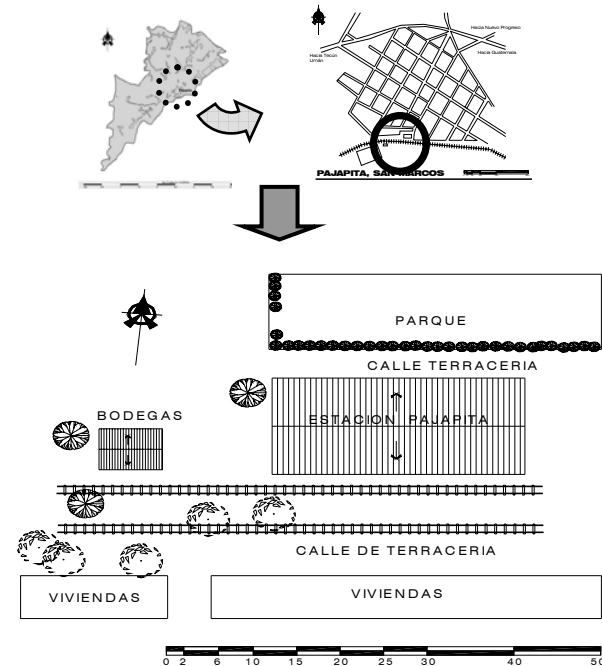 Hacia Nuevo Progreso
Hacia Guatemala
Hacia Tecún
Umán
PAJAPITA, SAN MARCOS
PARQUE
CALLE TERRACERIA
BODEGAS
ESTACION PAJAPITA
CALLE DE TERRACERIA
VIVIENDAS
VIVIENDAS
0 2 6 10 15 20 25 30 40 50